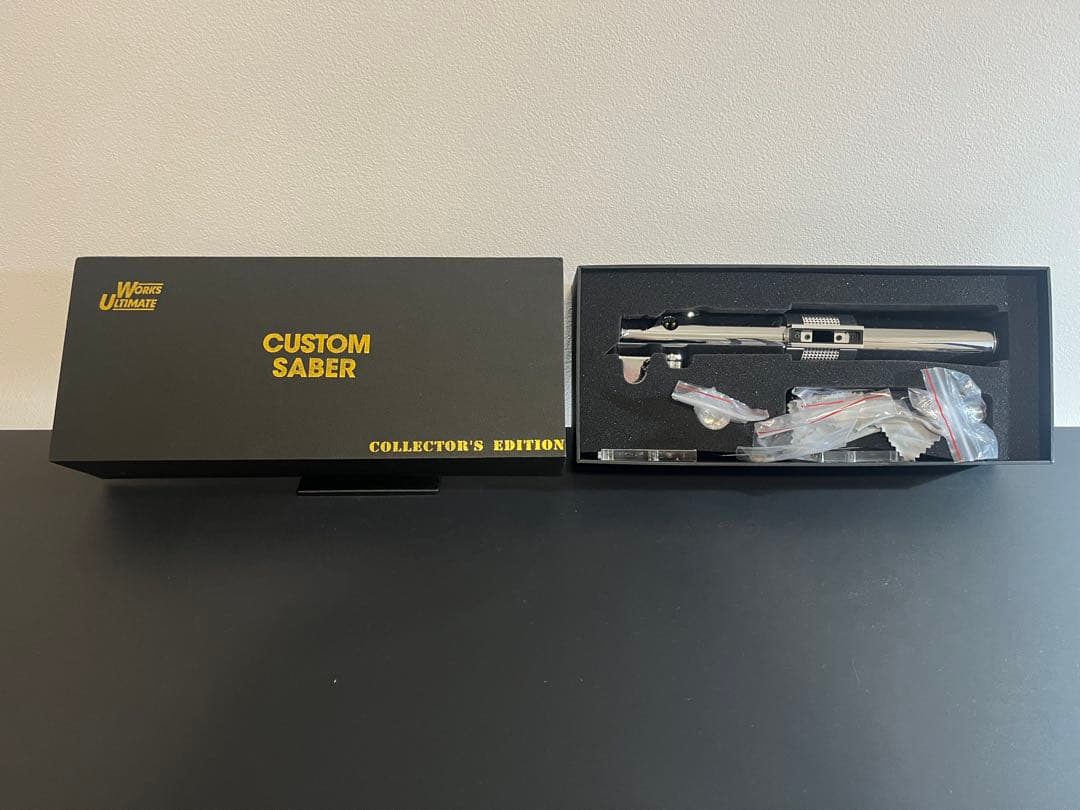 WORKS
ULTIMATE
CUSTOM
SABER
COLLECTOR'S EDITION